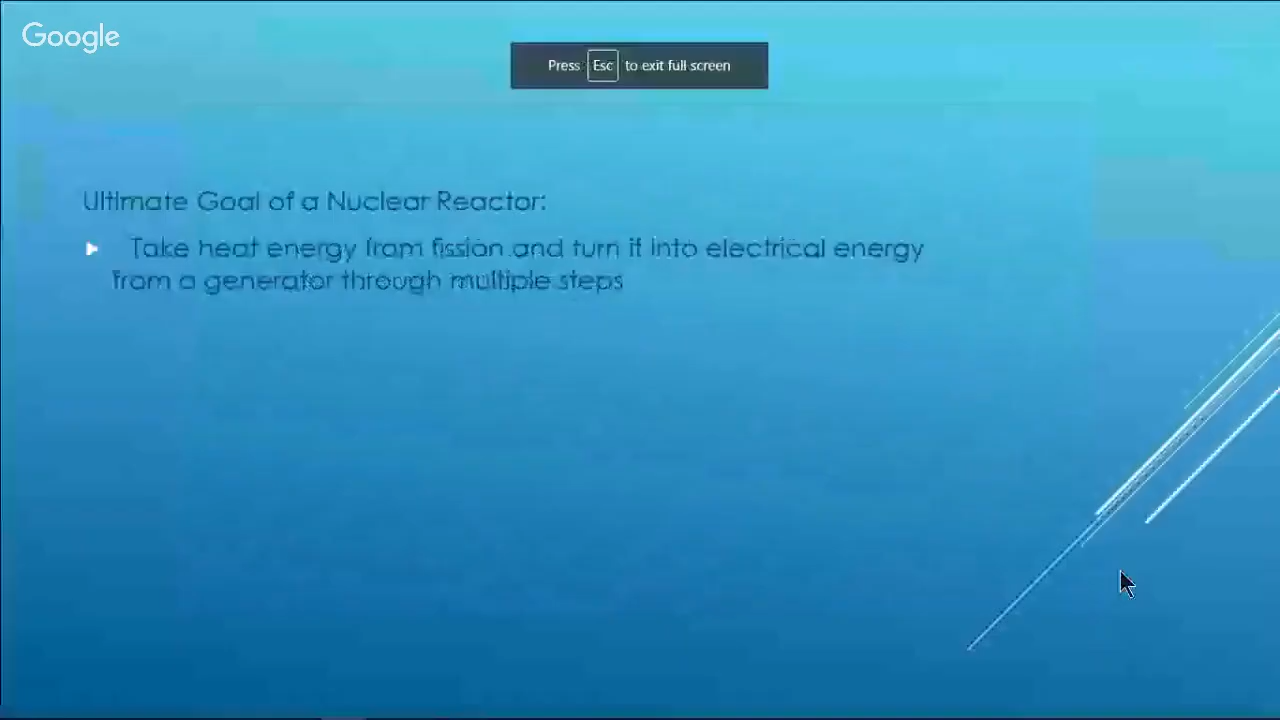 Google
Press Esc to exit full screen
Ultimate Goal of a Nuclear Reactor:
Take heat energy from fission and turn it into electrical energy
from a generator through multiple steps